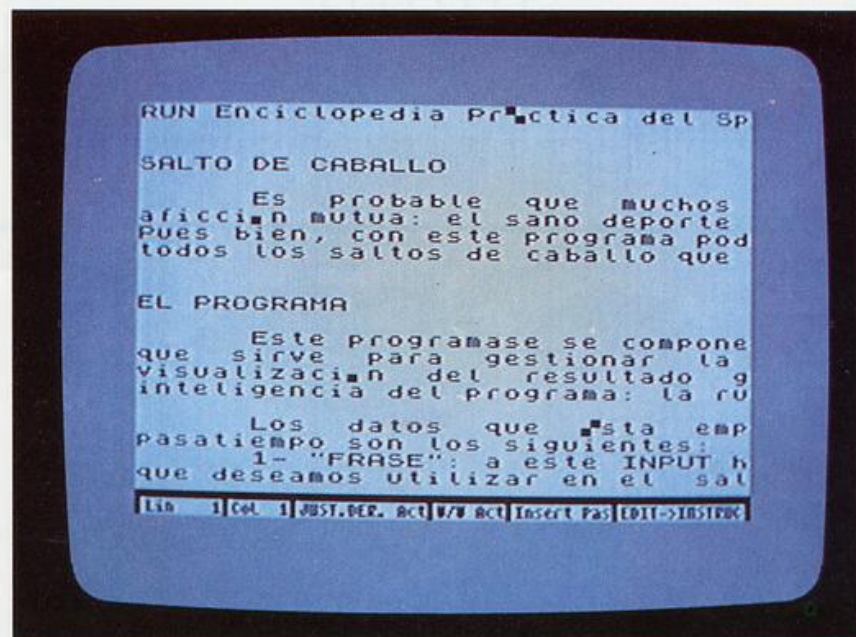 RUN Enciclopedia Pr▚ctica del Sp
SALTO DE CABALLO
Es probable que muchos
aficci▖n mutua: el sano deporte
Pues bien, con este programa pod
todos los saltos de caballo que
EL PROGRAMA
Este programase se compone
que sirve para gestionar la
visualizaci▖n del resultado g
inteligencia del programa: la ru
Los datos que ▞sta emp
pasatiempo son los siguientes:
1- "FRASE": a este INPUT h
que deseamos utilizar en el sal
Lin 1 Col 1 JUST.DER. Act W/W Act Insert Pas EDIT->INSTRUC